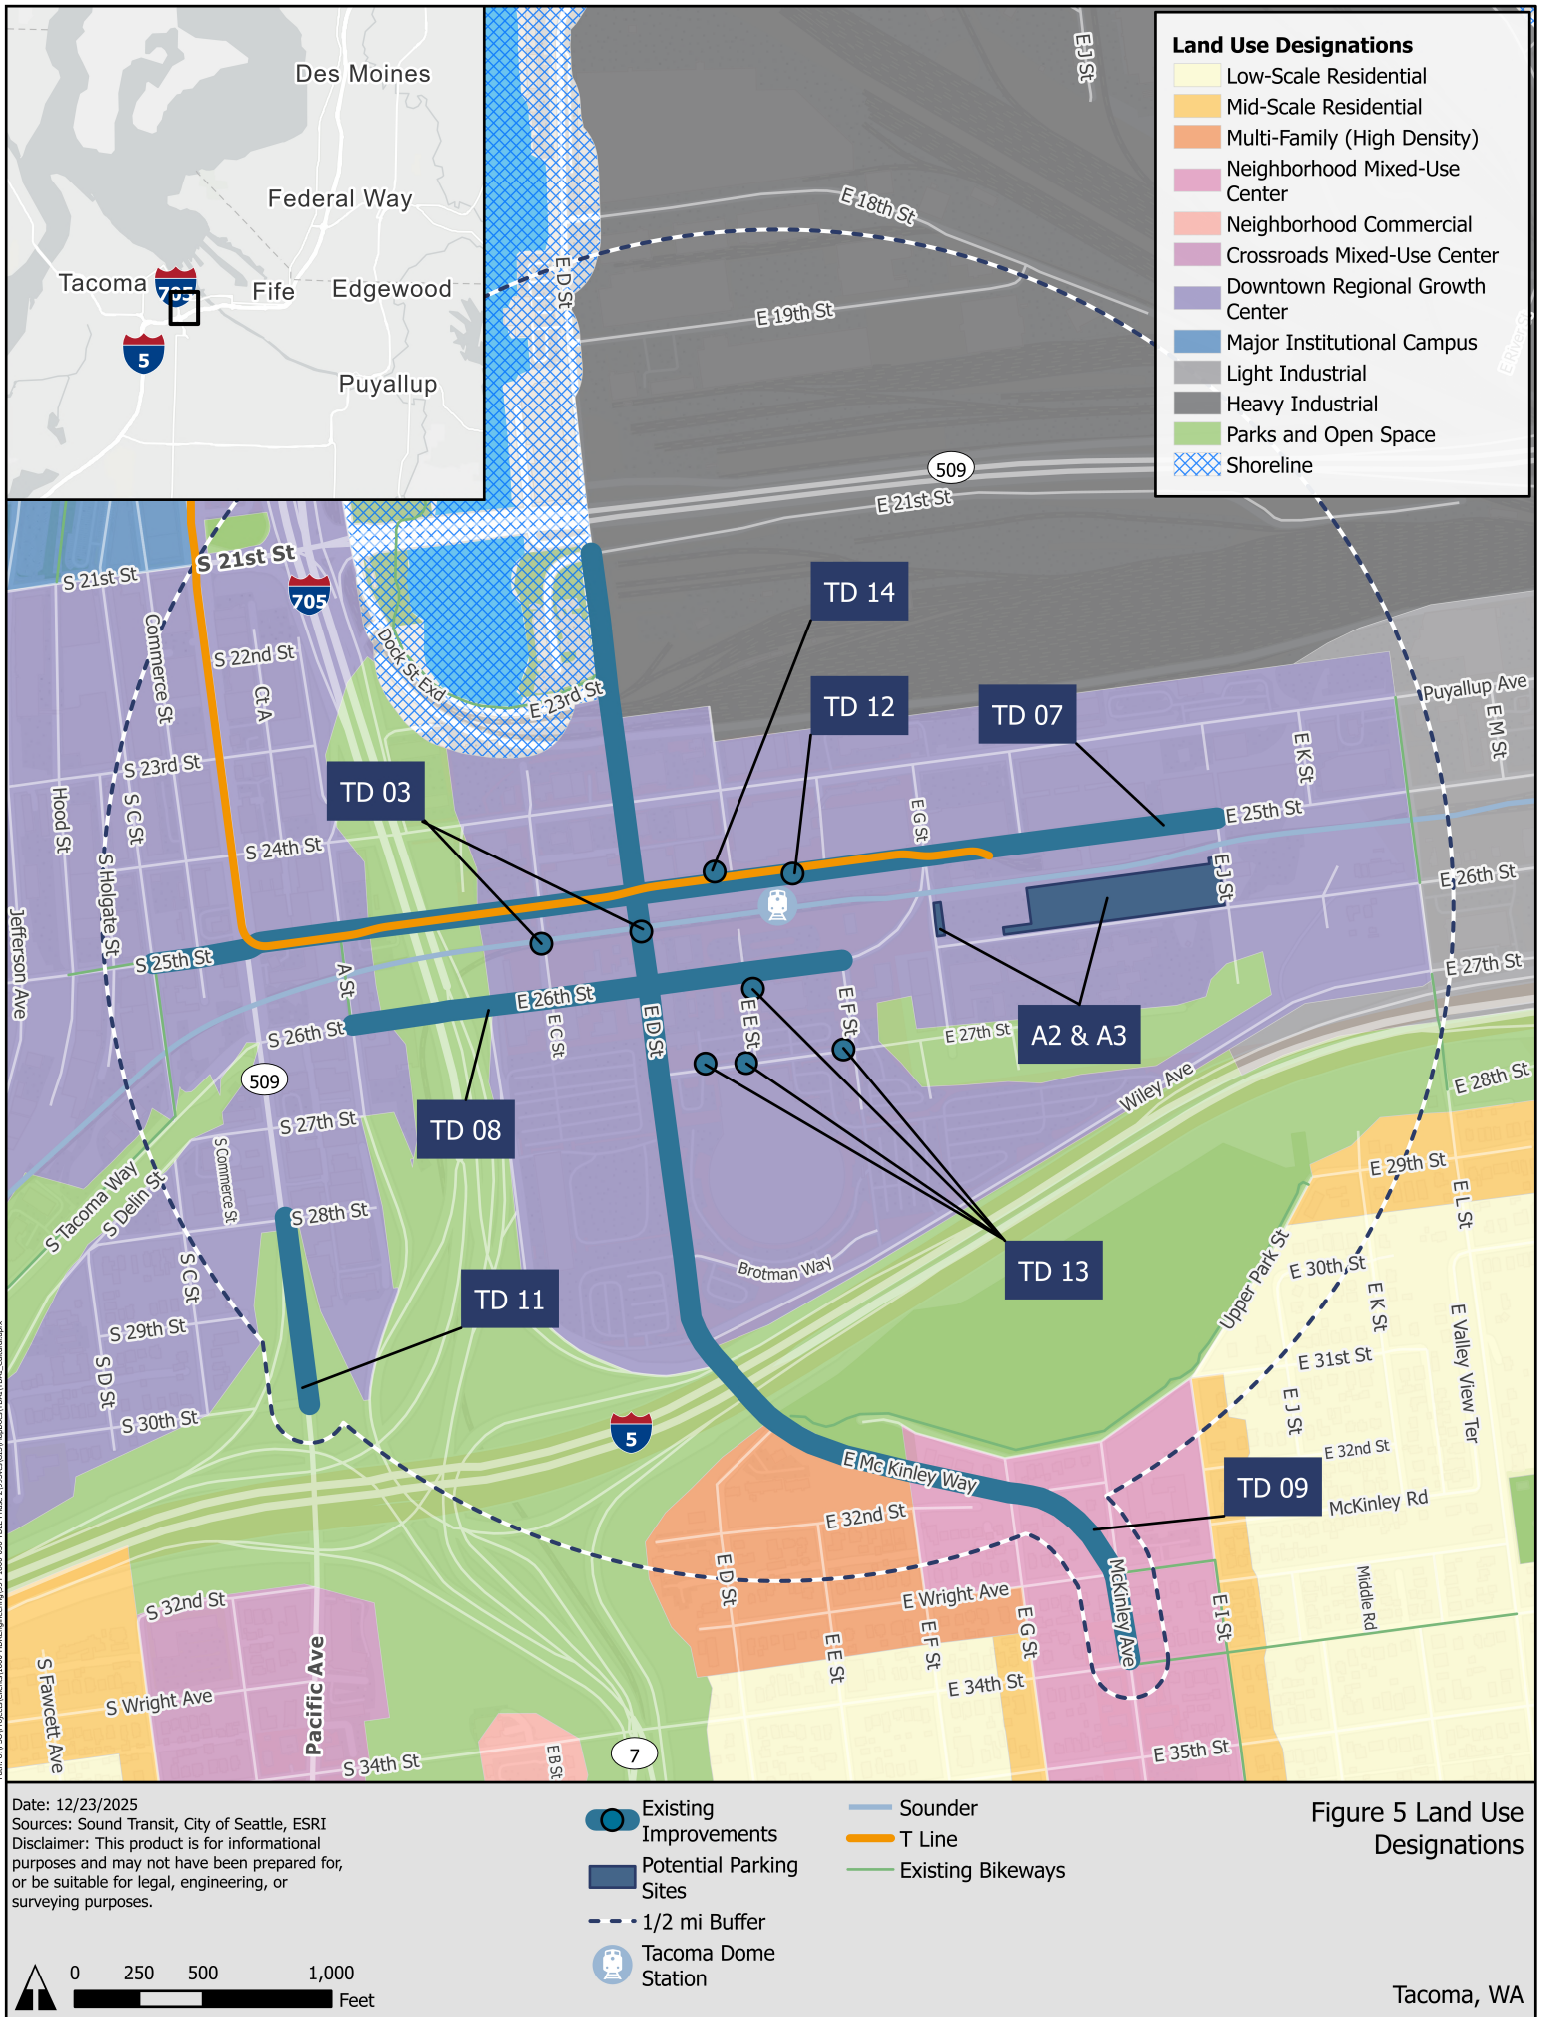 Des Moines
Federal Way
Tacoma
705
Fife
Edgewood
5
Puyallup
Land Use Designations
Low-Scale Residential
Mid-Scale Residential
Multi-Family (High Density)
Neighborhood Mixed-Use
Center
Neighborhood Commercial
Crossroads Mixed-Use Center
Downtown Regional Growth
Center
Major Institutional Campus
Light Industrial
Heavy Industrial
Parks and Open Space
Shoreline
E J St
E 18th St
E D St
E 19th St
E River St
509
E 21st St
S 21st St
S 21st St
705
TD 14
Commerce St
S 22nd St
Dock St Exd
Ct A
E 23rd St
TD 12
TD 07
Puyallup Ave
E M St
S 23rd St
TD 03
E K St
Hood St
S C St
E G St
E 25th St
S 24th St
S Holgate St
E J St
E 26th St
Jefferson Ave
S 25th St
A St
E 27th St
E 26th St
E F St
E E St
E D St
E C St
S 26th St
E 27th St
A2 & A3
509
Wiley Ave
E 28th St
S 27th St
TD 08
S Commerce St
E 29th St
S Tacoma Way
S Delin St
E L St
S 28th St
Upper Park St
Brotman Way
TD 13
E 30th St
S C St
TD 11
E K St
E Valley View Ter
S 29th St
E 31st St
S D St
E J St
S 30th St
5
E 32nd St
E Mc Kinley Way
TD 09
McKinley Rd
E 32nd St
E D St
McKinley Ave
Middle Rd
S 32nd St
E Wright Ave
E I St
E G St
E F St
E E St
Pacific Ave
S Fawcett Ave
E 34th St
S Wright Ave
7
E B St
E 35th St
S 34th St
Date: 12/23/2025
Sources: Sound Transit, City of Seattle, ESRI
Disclaimer: This product is for informational
purposes and may not have been prepared for,
or be suitable for legal, engineering, or
surveying purposes.
0 250 500 1,000
Feet
Existing
Improvements
Potential Parking
Sites
1/2 mi Buffer
Tacoma Dome
Station
Sounder
T Line
Existing Bikeways
Figure 5 Land Use
Designations
Tacoma, WA